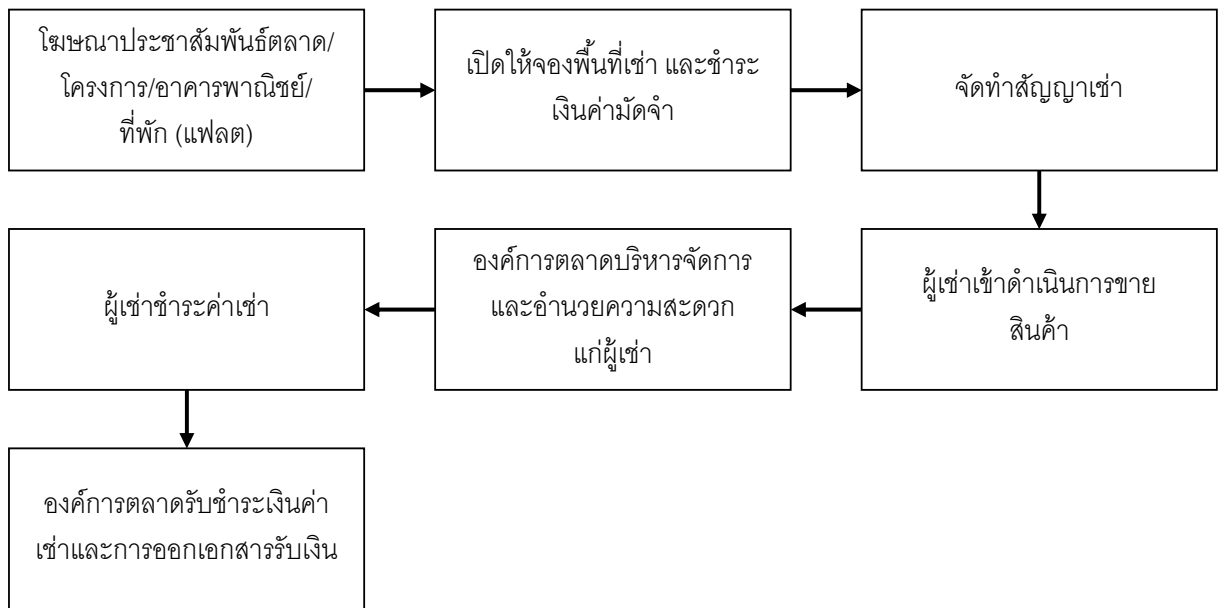 โฆษณาประชาสัมพันธ์ตลาด/
โครงการ/อาคารพาณิชย์/
ที่พัก (แฟลต)
เปิดให้จองพื้นที่เช่า และชำระ
เงินค่ามัดจำ
จัดทำสัญญาเช่า
ผู้เช่าเข้าดำเนินการขาย
สินค้า
องค์การตลาดบริหารจัดการ
และอำนวยความสะดวก
แก่ผู้เช่า
ผู้เช่าชำระค่าเช่า
องค์การตลาดรับชำระเงินค่า
เช่าและการออกเอกสารรับเงิน